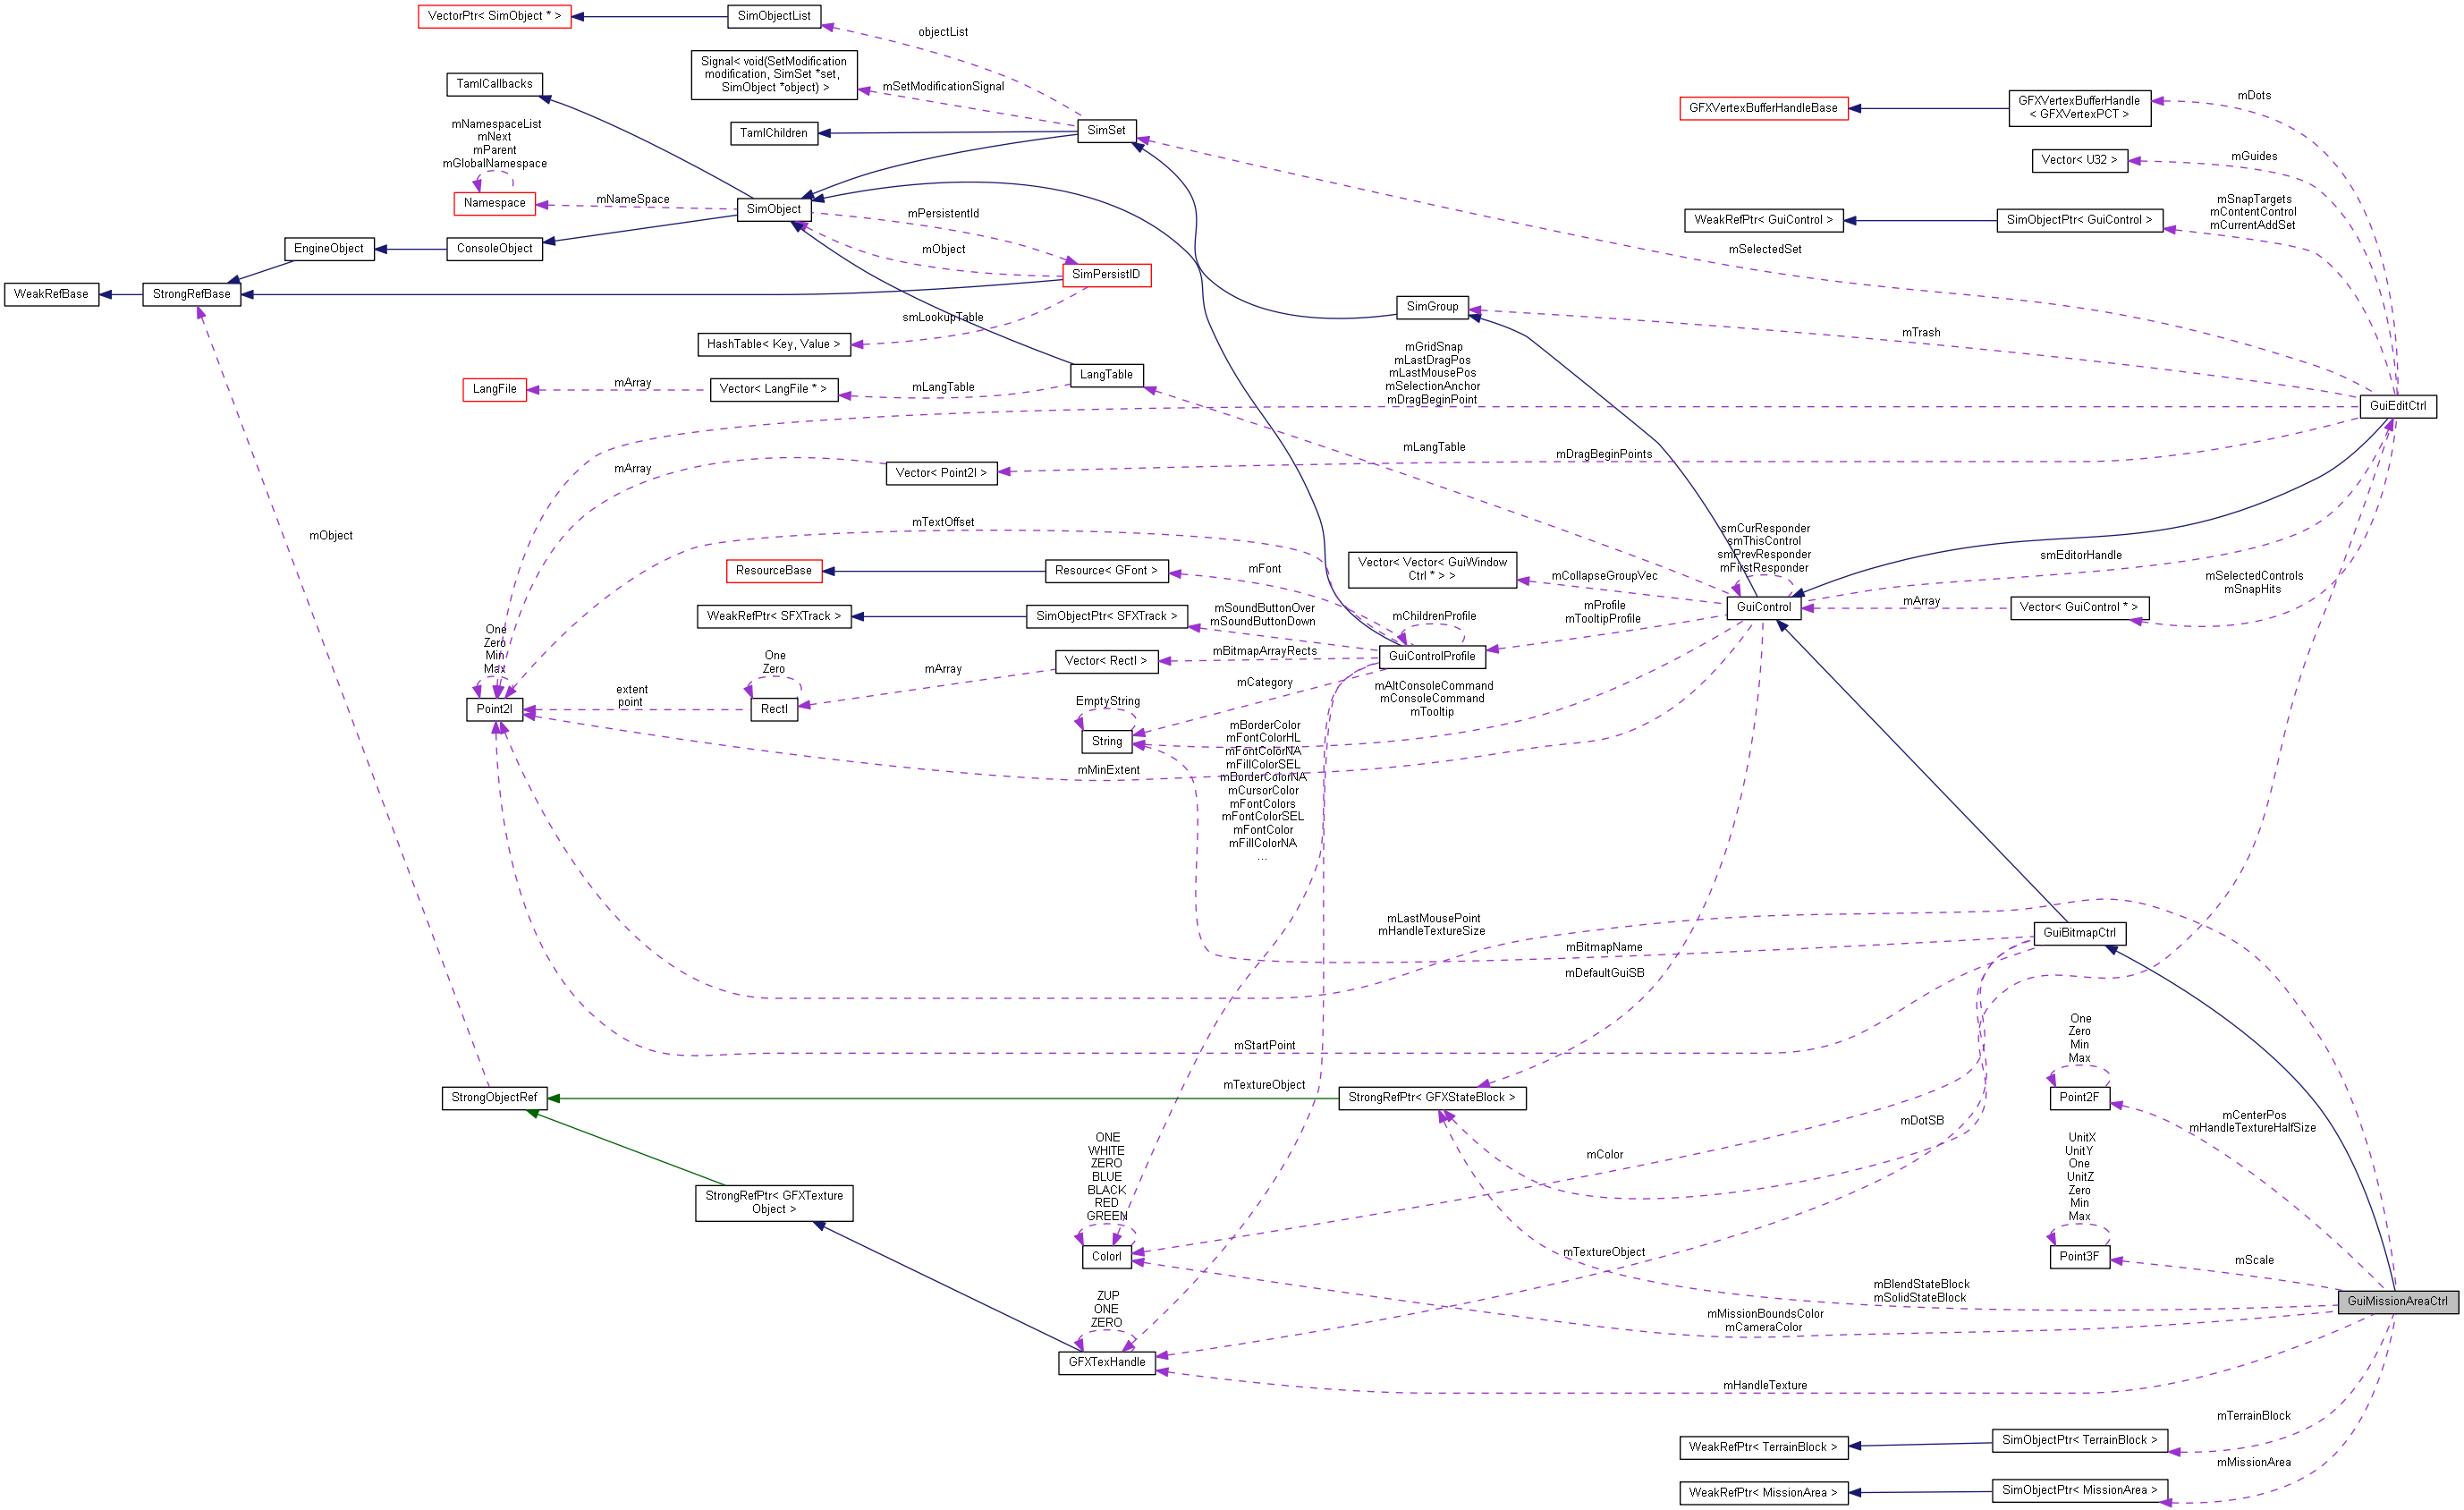 VectorPtr< SimObject * >
SimObjectList
objectList
Signal< void(SetModification
modification, SimSet *set,
SimObject *object) >
mSetModificationSignal
TamlCallbacks
TamlChildren
SimSet
GFXVertexBufferHandleBase
GFXVertexBufferHandle
< GFXVertexPCT >
mDots
mNamespaceList
mNext
mParent
mGlobalNamespace
Vector< U32 >
mGuides
Namespace
mNameSpace
SimObject
mPersistentId
mObject
WeakRefPtr< GuiControl >
SimObjectPtr< GuiControl >
mSnapTargets
mContentControl
mCurrentAddSet
mSelectedSet
EngineObject
ConsoleObject
SimPersistID
WeakRefBase
StrongRefBase
SimGroup
smLookupTable
HashTable< Key, Value >
mTrash
mGridSnap
mLastDragPos
mLastMousePos
mSelectionAnchor
mDragBeginPoint
LangFile
mArray
Vector< LangFile * >
mLangTable
LangTable
GuiEditCtrl
mLangTable
mDragBeginPoints
mArray
Vector< Point2I >
mObject
mTextOffset
smCurResponder
smThisControl
smPrevResponder
mFirstResponder
smEditorHandle
ResourceBase
Resource< GFont >
mFont
Vector< Vector< GuiWindow
Ctrl * > >
mCollapseGroupVec
mSelectedControls
mSnapHits
WeakRefPtr< SFXTrack >
SimObjectPtr< SFXTrack >
mSoundButtonOver
mSoundButtonDown
mChildrenProfile
mProfile
mTooltipProfile
GuiControl
mArray
Vector< GuiControl * >
One
Zero
Min
Max
One
Zero
mArray
Vector< RectI >
mBitmapArrayRects
GuiControlProfile
Point2I
extent
point
RectI
EmptyString
mCategory
mAltConsoleCommand
mConsoleCommand
mTooltip
String
mMinExtent
mBorderColor
mFontColorHL
mFontColorNA
mFillColorSEL
mBorderColorNA
mCursorColor
mFontColors
mFontColorSEL
mFontColor
mFillColorNA
...
mLastMousePoint
mHandleTextureSize
mBitmapName
mDefaultGuiSB
GuiBitmapCtrl
mStartPoint
One
Zero
Min
Max
StrongObjectRef
mTextureObject
StrongRefPtr< GFXStateBlock >
Point2F
mCenterPos
mHandleTextureHalfSize
mDotSB
ONE
WHITE
ZERO
BLUE
BLACK
RED
GREEN
mColor
UnitX
UnitY
One
UnitZ
Zero
Min
Max
StrongRefPtr< GFXTexture
Object >
ColorI
mTextureObject
Point3F
mScale
mBlendStateBlock
mSolidStateBlock
GuiMissionAreaCtrl
ZUP
ONE
ZERO
mMissionBoundsColor
mCameraColor
GFXTexHandle
mHandleTexture
mTerrainBlock
WeakRefPtr< TerrainBlock >
SimObjectPtr< TerrainBlock >
mMissionArea
WeakRefPtr< MissionArea >
SimObjectPtr< MissionArea >